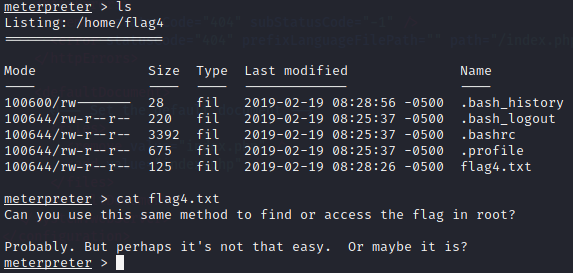 meterpreter > ls
Listing: /home/flag4
====================
Mode Size Type Last modified Name
---- ---- ---- ------------- ----
100600/rw------- 28 fil 2019-02-19 08:28:56 -0500 .bash_history
100644/rw-r--r-- 220 fil 2019-02-19 08:25:37 -0500 .bash_logout
100644/rw-r--r-- 3392 fil 2019-02-19 08:25:37 -0500 .bashrc
100644/rw-r--r-- 675 fil 2019-02-19 08:25:37 -0500 .profile
100644/rw-r--r-- 125 fil 2019-02-19 08:28:26 -0500 flag4.txt
meterpreter > cat flag4.txt
Can you use this same method to find or access the flag in root?
Probably. But perhaps it's not that easy.  Or maybe it is?
meterpreter >